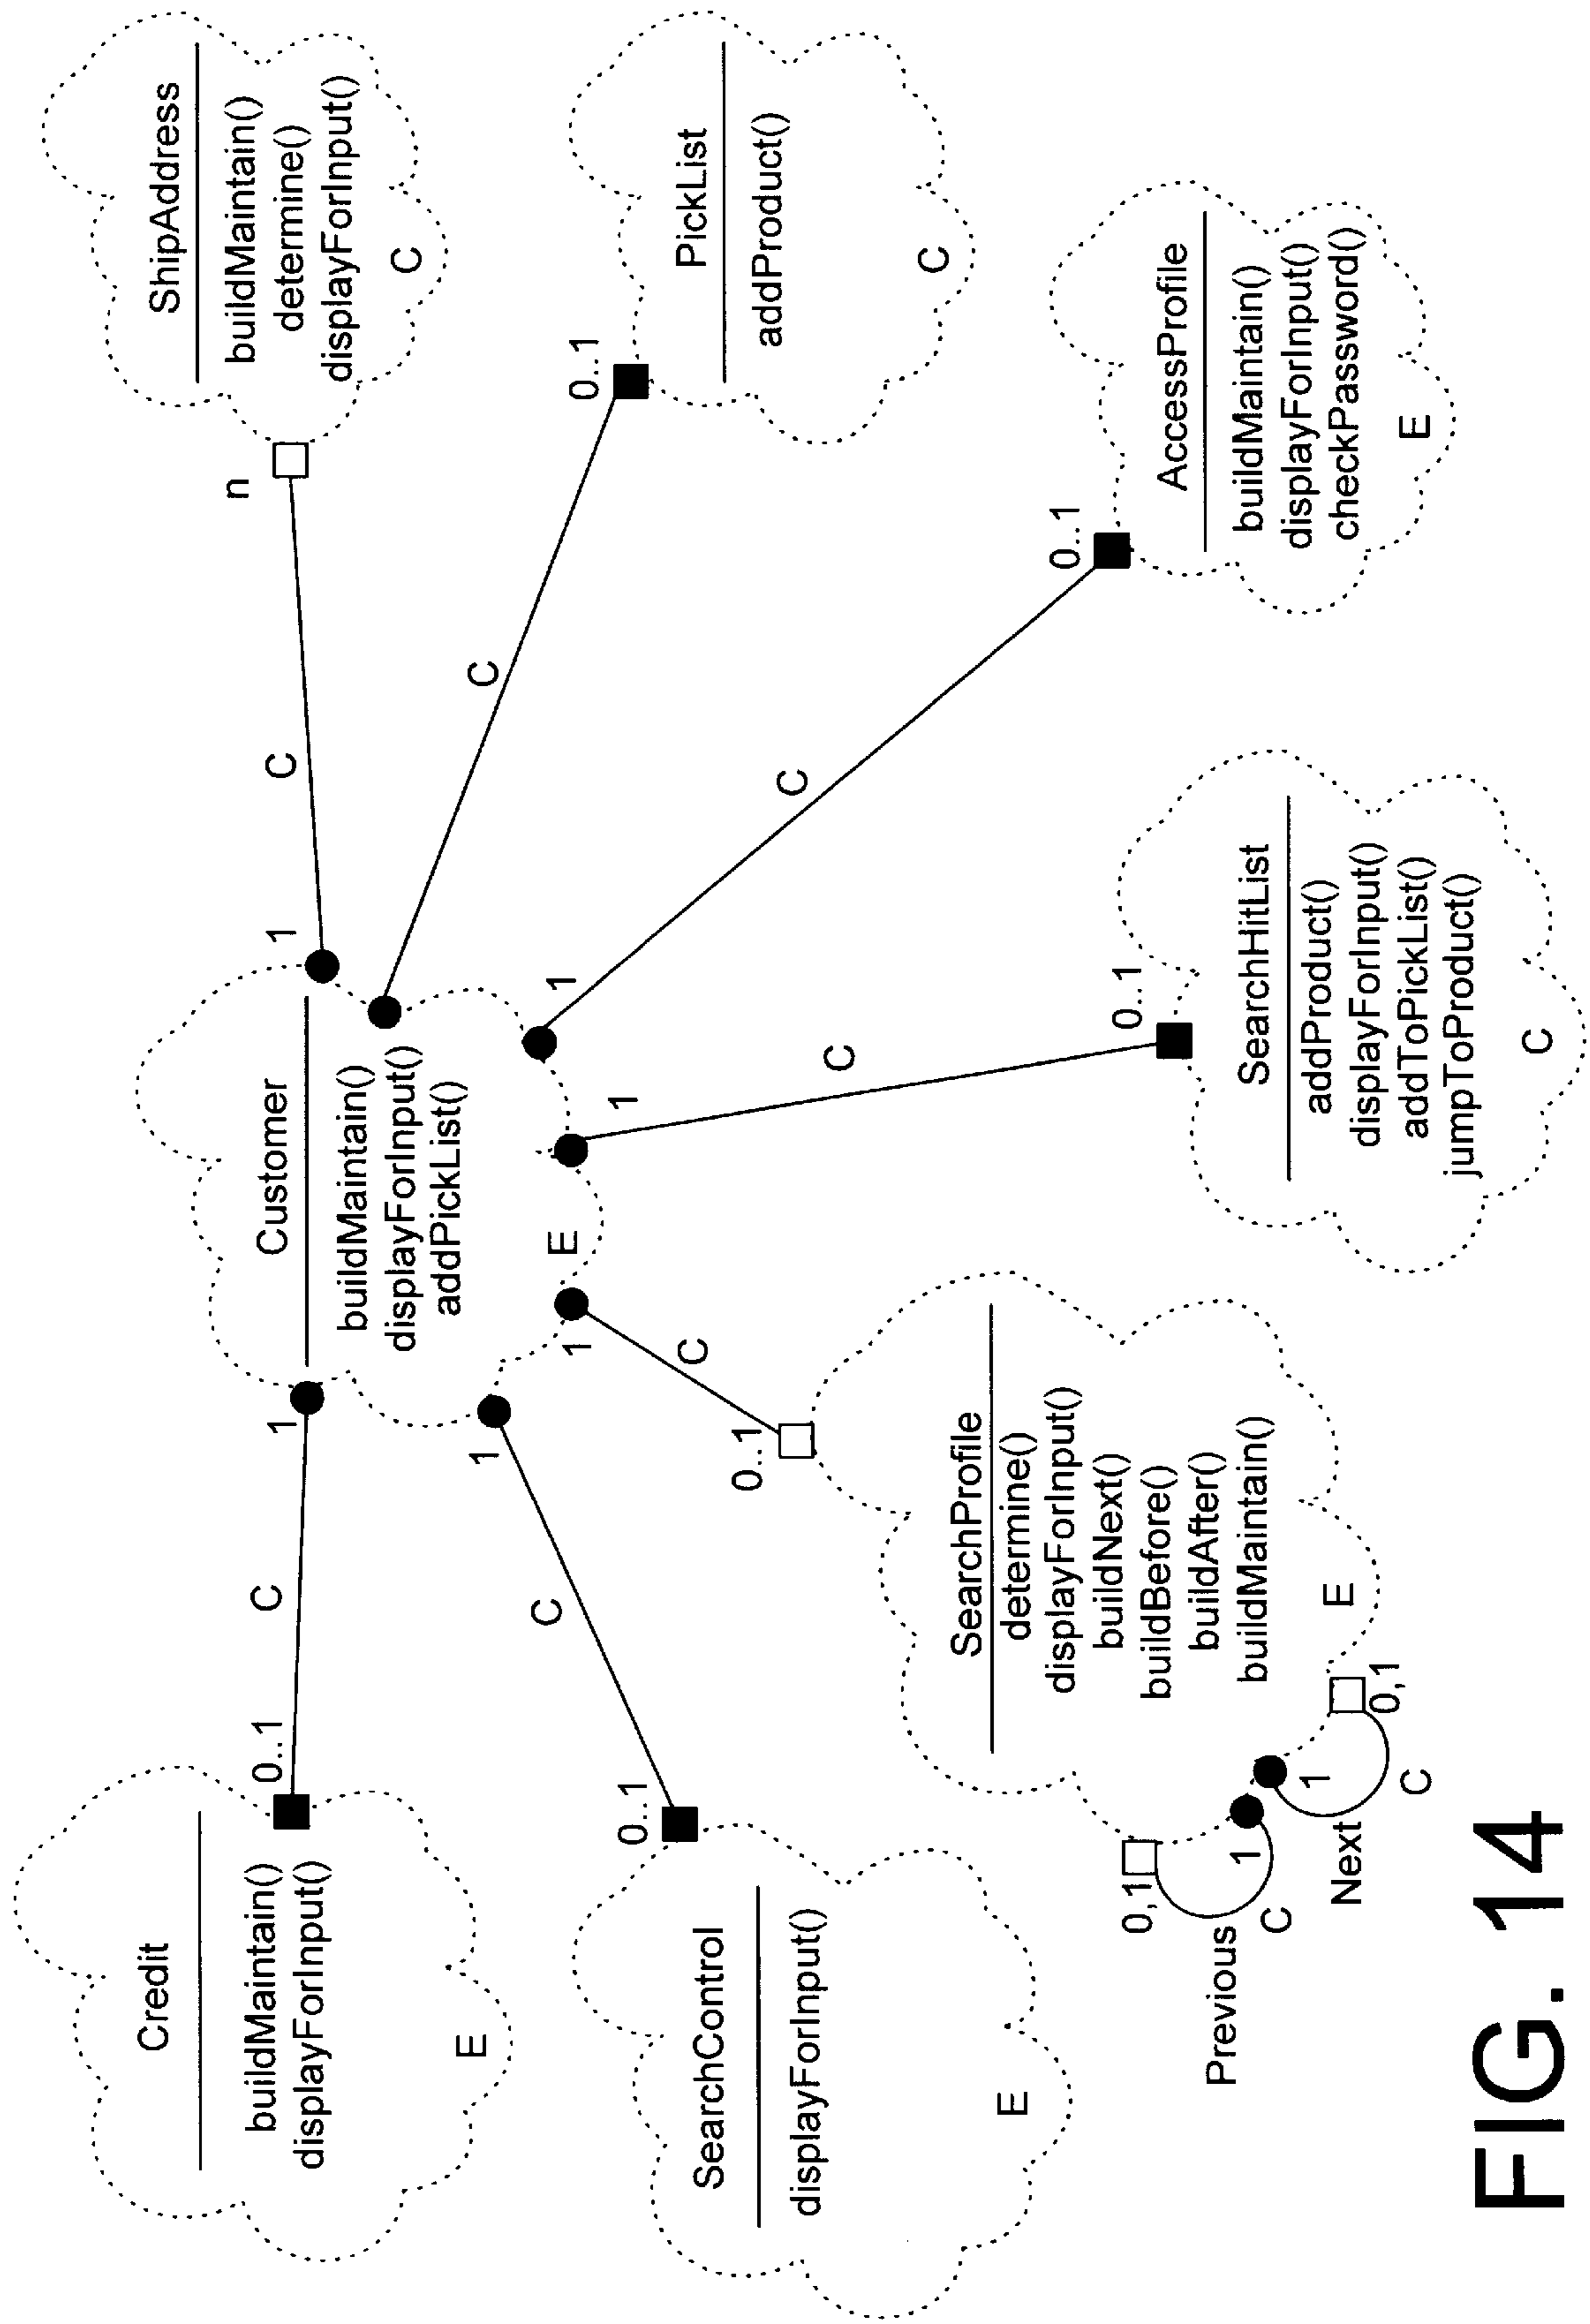 Credit
buildMaintain()
displayForInput()
E
0..1
C
1
Customer
buildMaintain()
displayForInput()
addPickList()
E
1
C
n
ShipAddress
buildMaintain()
determine()
displayForInput()
C
C
0..1
PickList
addProduct()
C
1
C
0..1
SearchControl
displayForInput()
E
1
C
0..1
SearchProfile
determine()
displayForInput()
buildNext()
buildBefore()
buildAfter()
buildMaintain()
E
0,1
1
C
Previous
1
0,1
C
Next
1
C
0..1
SearchHitList
addProduct()
displayForInput()
addToPickList()
jumpToProduct()
C
1
C
0..1
AccessProfile
buildMaintain()
displayForInput()
checkPassword()
E
FIG. 14